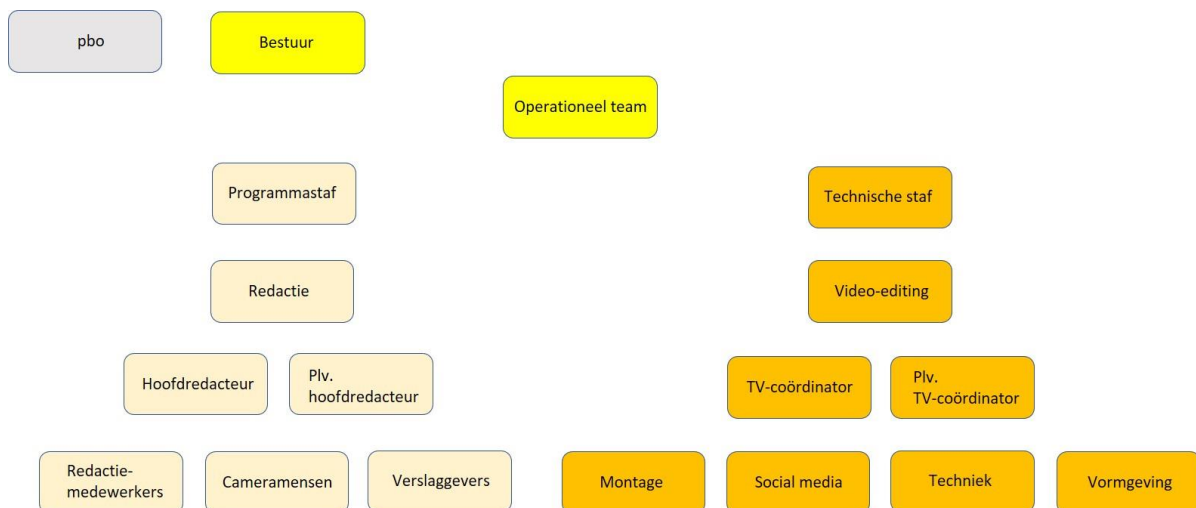 pbo
Bestuur
Operationeel team
Programmastaf
Technische staf
Redactie
Video-editing
Hoofdredacteur
Plv.
hoofdredacteur
TV-coördinator
Plv.
TV-coördinator
Redactie-
medewerkers
Cameramensen
Verslaggevers
Montage
Social media
Techniek
Vormgeving